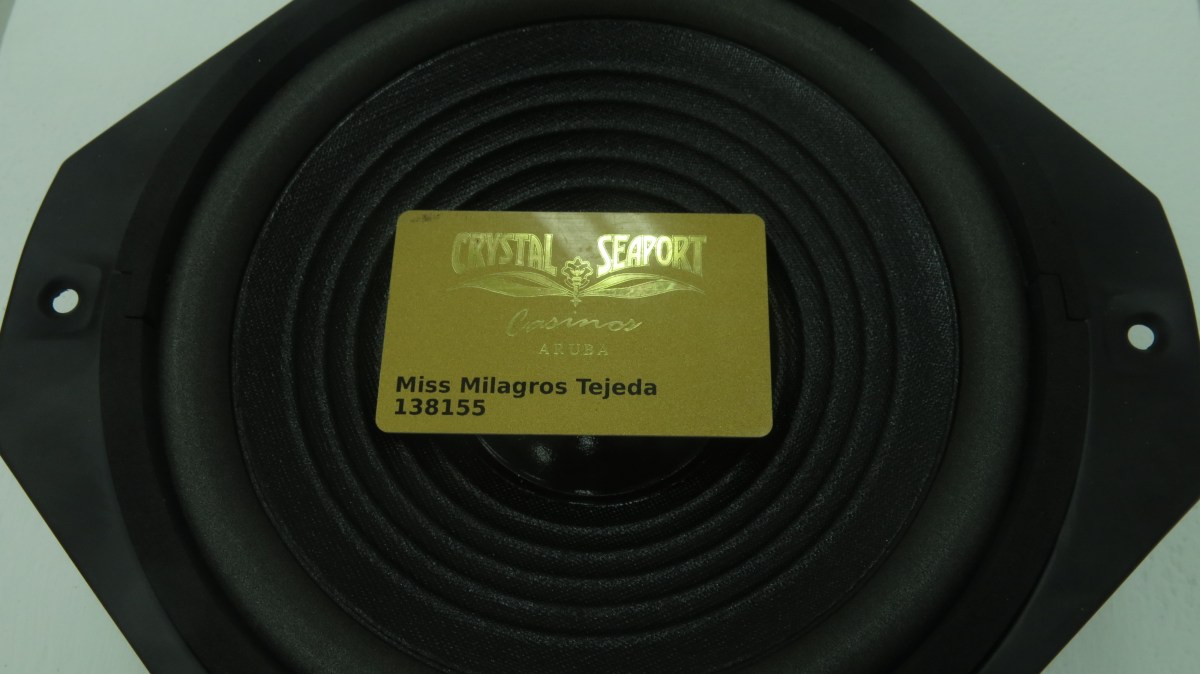 CRYSTAL SEAPORT
Casinos
ARUBA
Miss Milagros Tejeda
138155